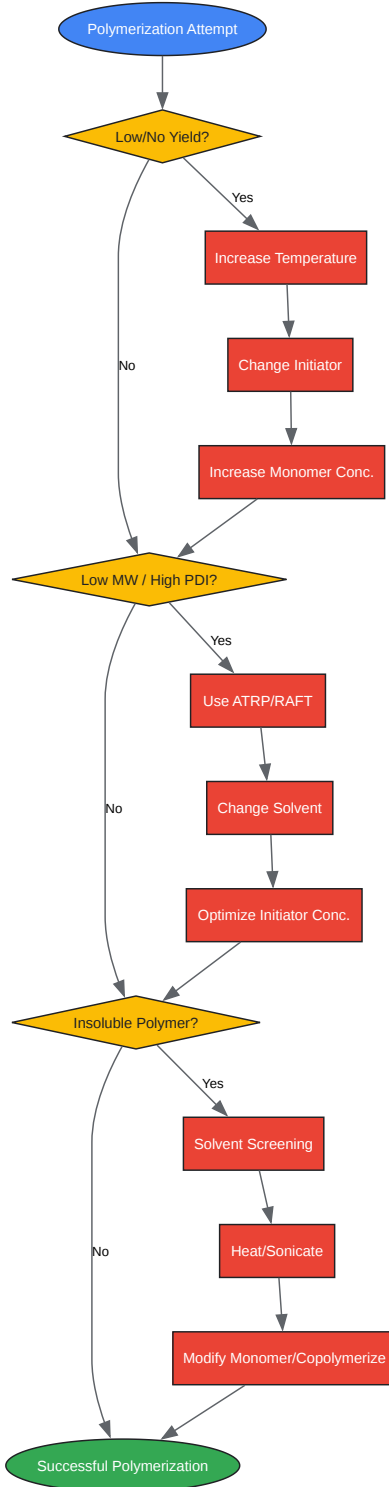 Polymerization Attempt
Low/No Yield?
Yes
Increase Temperature
No
Change Initiator
Increase Monomer Conc.
Low MW / High PDI?
Yes
Use ATRP/RAFT
No
Change Solvent
Optimize Initiator Conc.
Insoluble Polymer?
Yes
Solvent Screening
No
Heat/Sonicate
Modify Monomer/Copolymerize
Successful Polymerization